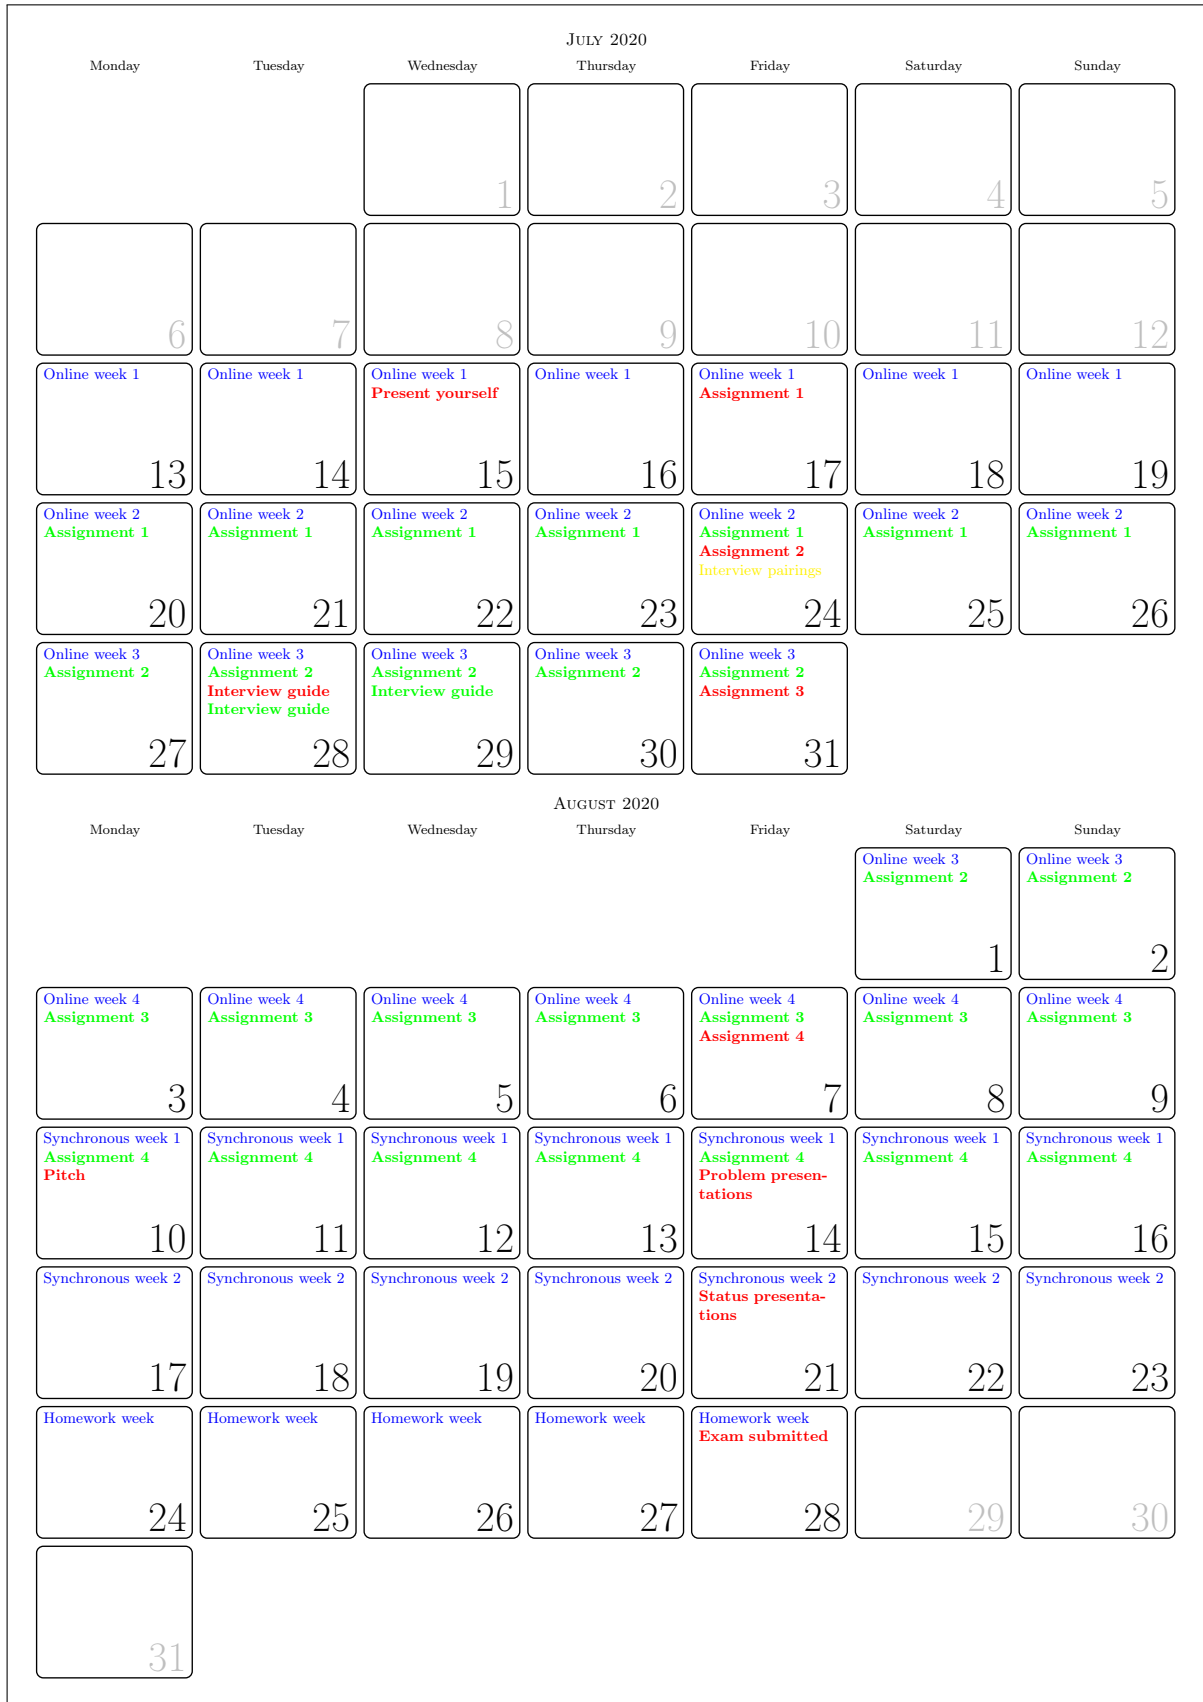 July 2020
Monday Tuesday Wednesday Thursday Friday Saturday Sunday
1 2 3 4 5
6 7 8 9 10 11 12
Online week 1 Online week 1 Online week 1 Online week 1 Online week 1 Online week 1 Online week 1
Present yourself Assignment 1
13 14 15 16 17 18 19
Online week 2 Online week 2 Online week 2 Online week 2 Online week 2 Online week 2 Online week 2
Assignment 1 Assignment 1 Assignment 1 Assignment 1 Assignment 1 Assignment 1 Assignment 1
Assignment 2
Interview pairings
20 21 22 23 24 25 26
Online week 3 Online week 3 Online week 3 Online week 3 Online week 3
Assignment 2 Assignment 2 Assignment 2 Assignment 2 Assignment 2
Interview guide Interview guide Assignment 3
Interview guide
27 28 29 30 31
August 2020
Monday Tuesday Wednesday Thursday Friday Saturday Sunday
Online week 3 Online week 3
Assignment 2 Assignment 2
1 2
Online week 4 Online week 4 Online week 4 Online week 4 Online week 4 Online week 4 Online week 4
Assignment 3 Assignment 3 Assignment 3 Assignment 3 Assignment 3 Assignment 3 Assignment 3
Assignment 4
3 4 5 6 7 8 9
Synchronous week 1 Synchronous week 1 Synchronous week 1 Synchronous week 1 Synchronous week 1 Synchronous week 1 Synchronous week 1
Assignment 4 Assignment 4 Assignment 4 Assignment 4 Assignment 4 Assignment 4 Assignment 4
Pitch Problem presen-
tations
10 11 12 13 14 15 16
Synchronous week 2 Synchronous week 2 Synchronous week 2 Synchronous week 2 Synchronous week 2 Synchronous week 2 Synchronous week 2
Status presenta-
tions
17 18 19 20 21 22 23
Homework week Homework week Homework week Homework week Homework week
Exam submitted
24 25 26 27 28 29 30
31